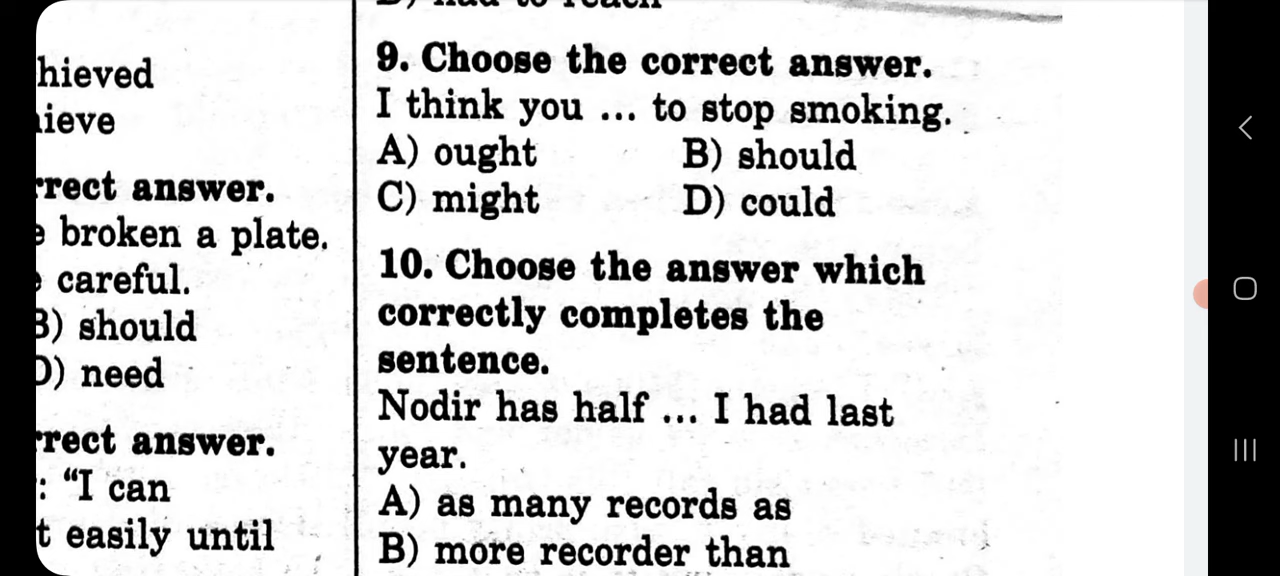 hieved
ieve
rrect answer.
broken a plate.
careful.
B) should
D) need
rrect answer.
: “I can
t easily until
9. Choose the correct answer.
I think you ... to stop smoking.
A) ought B) should
C) might D) could
10. Choose the answer which
correctly completes the
sentence.
Nodir has half ... I had last
year.
A) as many records as
B) more recorder than